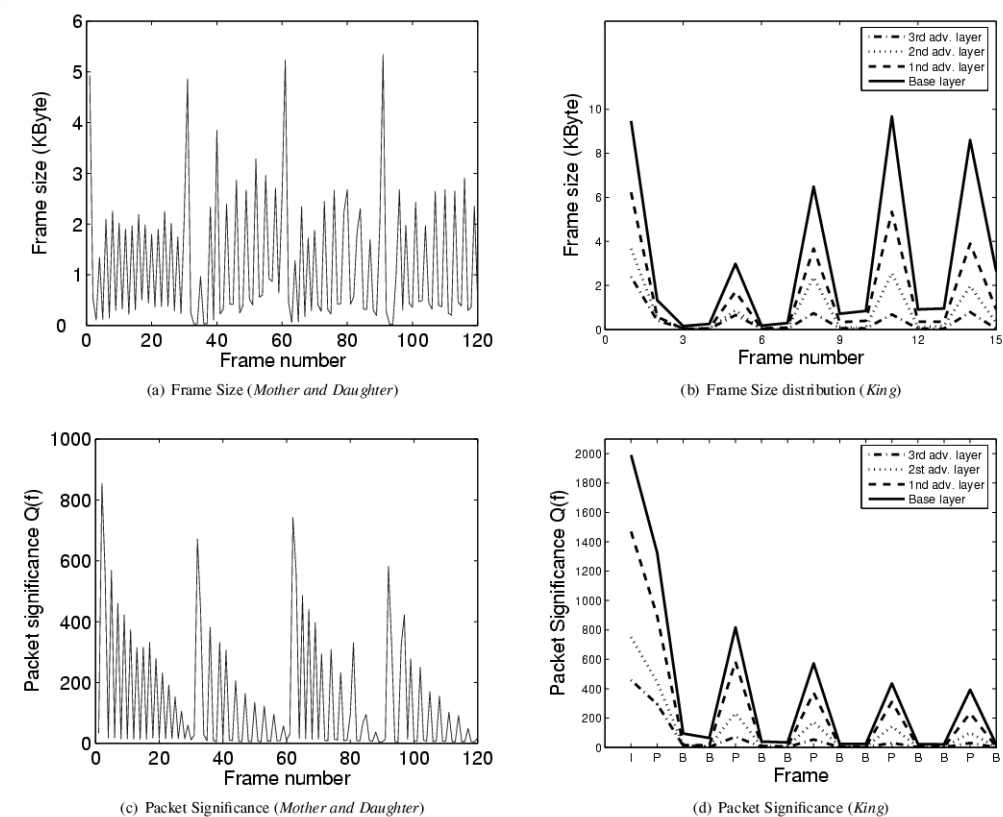 6
5
4
3
2
1
0
0 20 40 60 80 100 120
Frame size (KByte)
Frame number
(a) Frame Size (Mother and Daughter)
3rd adv. layer
2nd adv. layer
1nd adv. layer
Base layer
10
8
6
4
2
0
0 3 6 9 12 15
Frame size (KByte)
Frame number
(b) Frame Size distribution (King)
1000
800
600
400
200
0
0 20 40 60 80 100 120
Packet significance Q(f)
Frame number
(c) Packet Significance (Mother and Daughter)
3rd adv. layer
2st adv. layer
1nd adv. layer
Base layer
2000
1800
1600
1400
1200
1000
800
600
400
200
0
I P B B P B B P B B P B B P B
Packet Significance Q(f)
Frame
(d) Packet Significance (King)